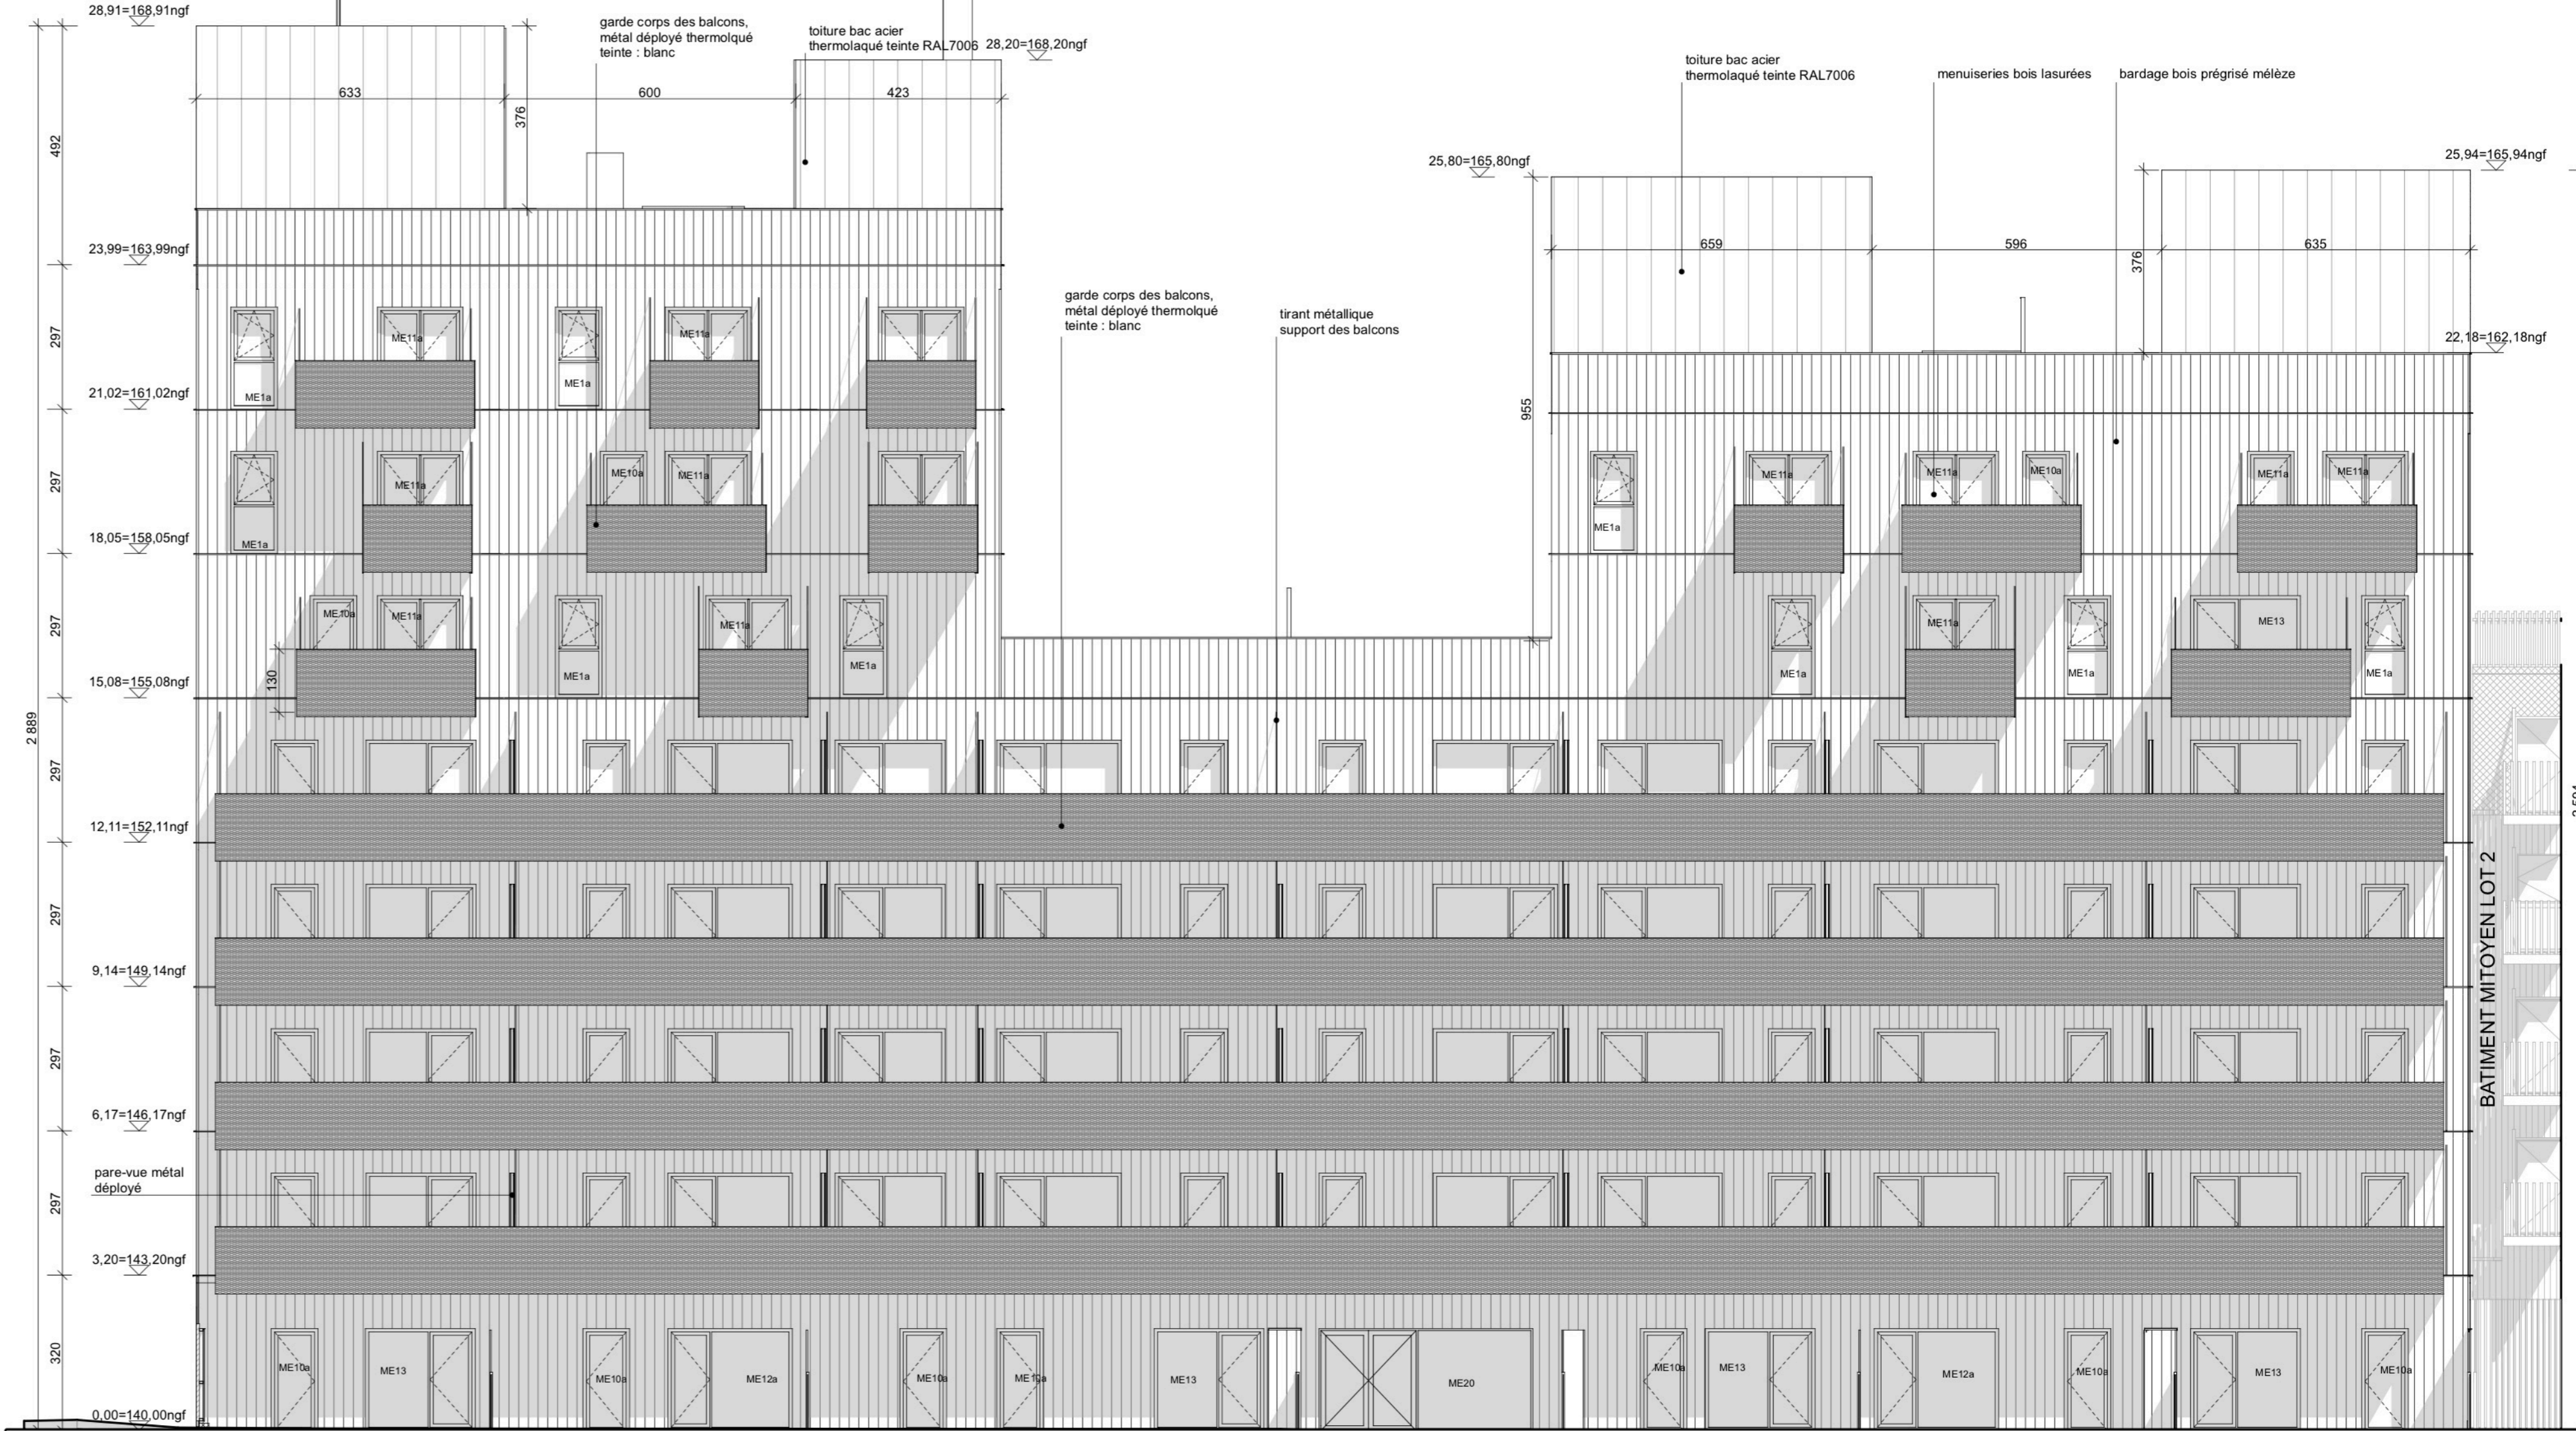 28,91=168,91ngf
garde corps des balcons,
métal déployé thermolqué
teinte : blanc
toiture bac acier
thermolaqué teinte RAL7006
28,20=168,20ngf
toiture bac acier
thermolaqué teinte RAL7006
menuiseries bois lasurées
bardage bois prégrisé mélèze
633
600
423
376
492
25,80=165,80ngf
25,94=165,94ngf
23,99=163,99ngf
659
596
635
376
garde corps des balcons,
métal déployé thermolqué
teinte : blanc
tirant métallique
support des balcons
297
ME11a
ME11a
22,18=162,18ngf
21,02=161,02ngf
ME1a
ME1a
955
297
ME11a
ME10a
ME11a
ME11a
ME11a
ME10a
ME11a
ME11a
18,05=158,05ngf
ME1a
ME1a
297
ME10a
ME11a
ME11a
ME11a
ME13
ME1a
ME1a
ME1a
ME1a
ME1a
15,08=155,08ngf
130
2 889
297
12,11=152,11ngf
297
9,14=149,14ngf
BATIMENT MITOYEN LOT 2
297
6,17=146,17ngf
pare-vue métal
déployé
297
3,20=143,20ngf
320
ME10a
ME13
ME10a
ME12a
ME10a
ME10a
ME13
ME20
ME10a
ME13
ME12a
ME10a
ME13
ME10a
0,00=140,00ngf